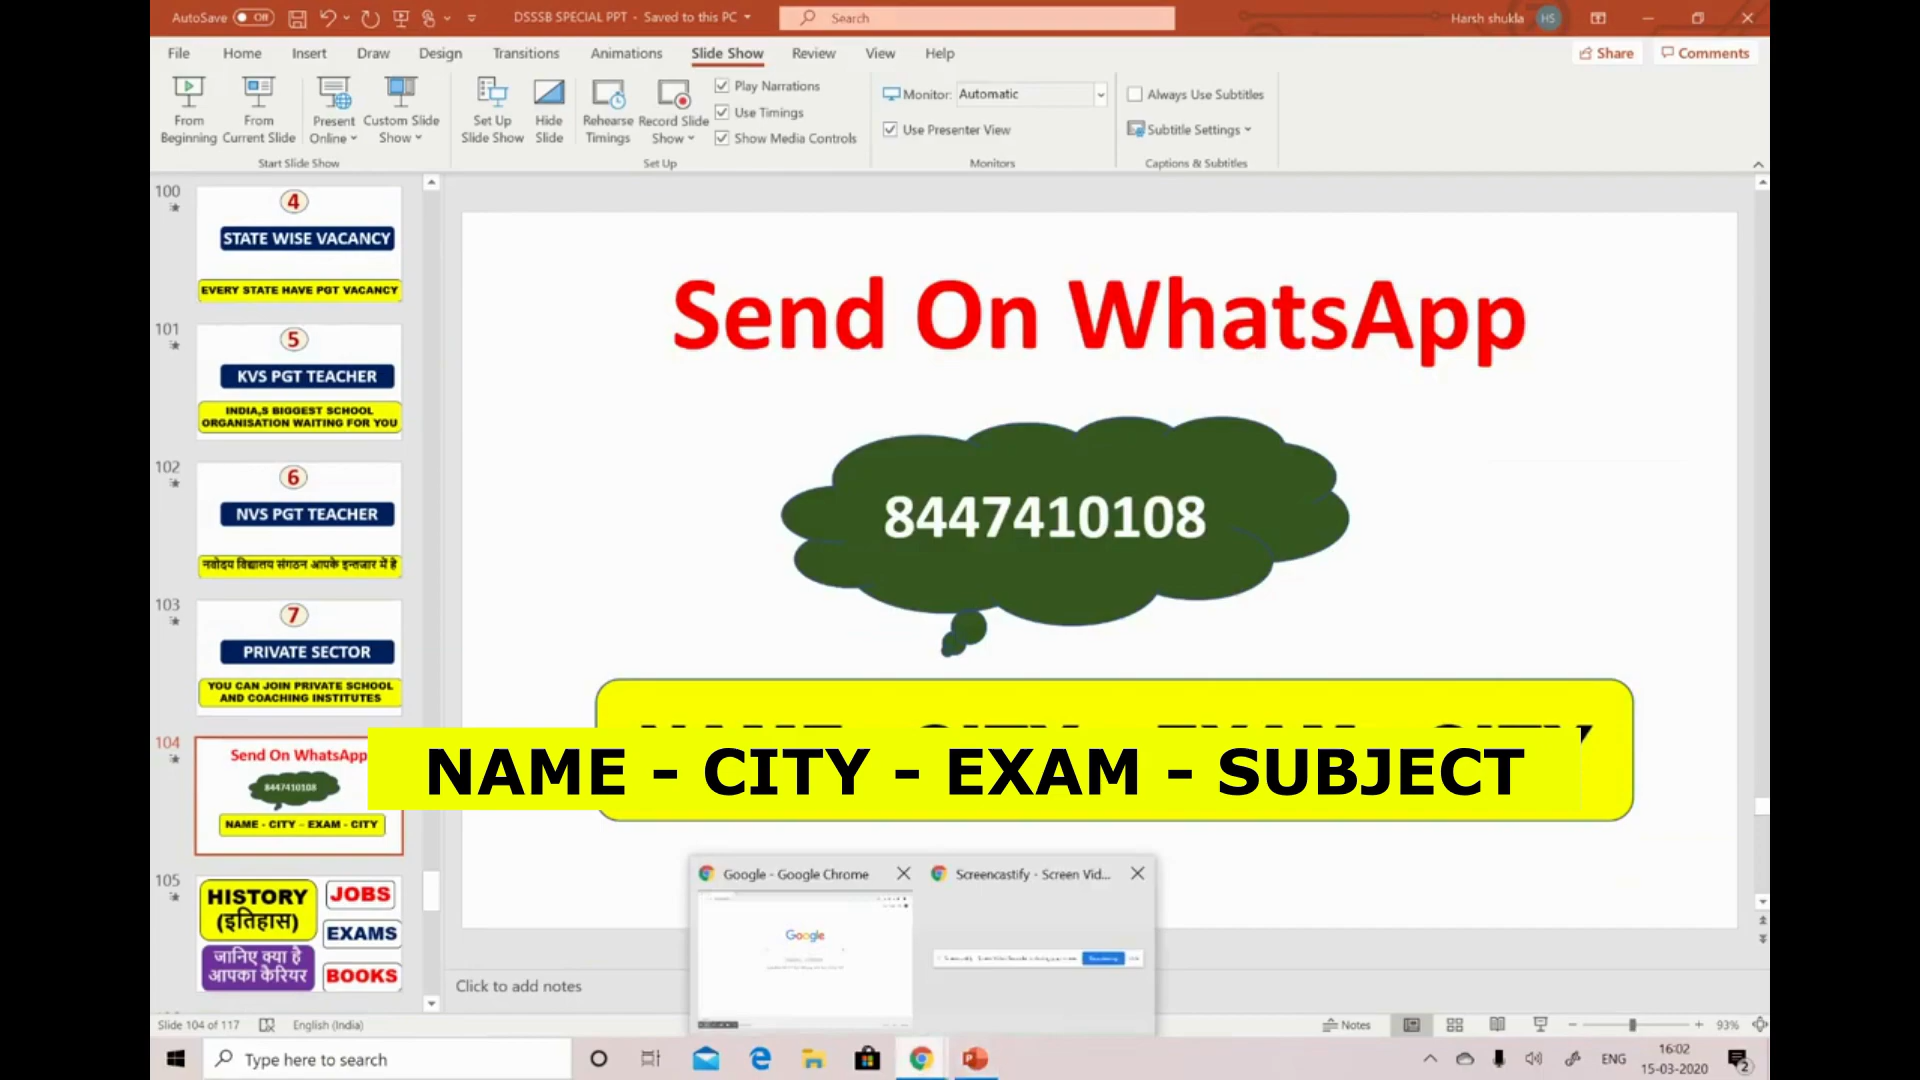 AutoSave Off DSSSB SPECIAL PPT - Saved to this PC Search Harsh shukla HS
File Home Insert Draw Design Transitions Animations Slide Show Review View Help Share Comments
From Beginning
From Current Slide
Present Online
Custom Slide Show
Start Slide Show
Set Up Slide Show
Hide Slide
Rehearse Timings
Record Slide Show
Play Narrations
Use Timings
Show Media Controls
Set Up
Monitor: Automatic
Use Presenter View
Monitors
Always Use Subtitles
Subtitle Settings
Captions & Subtitles
100
4
STATE WISE VACANCY
EVERY STATE HAVE PGT VACANCY
101
5
KVS PGT TEACHER
INDIA,S BIGGEST SCHOOL
ORGANISATION WAITING FOR YOU
102
6
NVS PGT TEACHER
नवोदय विद्यालय संगठन आपके इन्तजार में है
103
7
PRIVATE SECTOR
YOU CAN JOIN PRIVATE SCHOOL
AND COACHING INSTITUTES
104
Send On WhatsApp
8447410108
NAME - CITY - EXAM - CITY
105
HISTORY
(इतिहास)
जानिए क्या है
आपका कैरियर
JOBS
EXAMS
BOOKS
Send On WhatsApp
8447410108
NAME - CITY - EXAM - SUBJECT
Google - Google Chrome
Google
Screencastify - Screen Vid...
Click to add notes
Slide 104 of 117 English (India) Notes 93%
Type here to search
ENG
16:02
15-03-2020
2